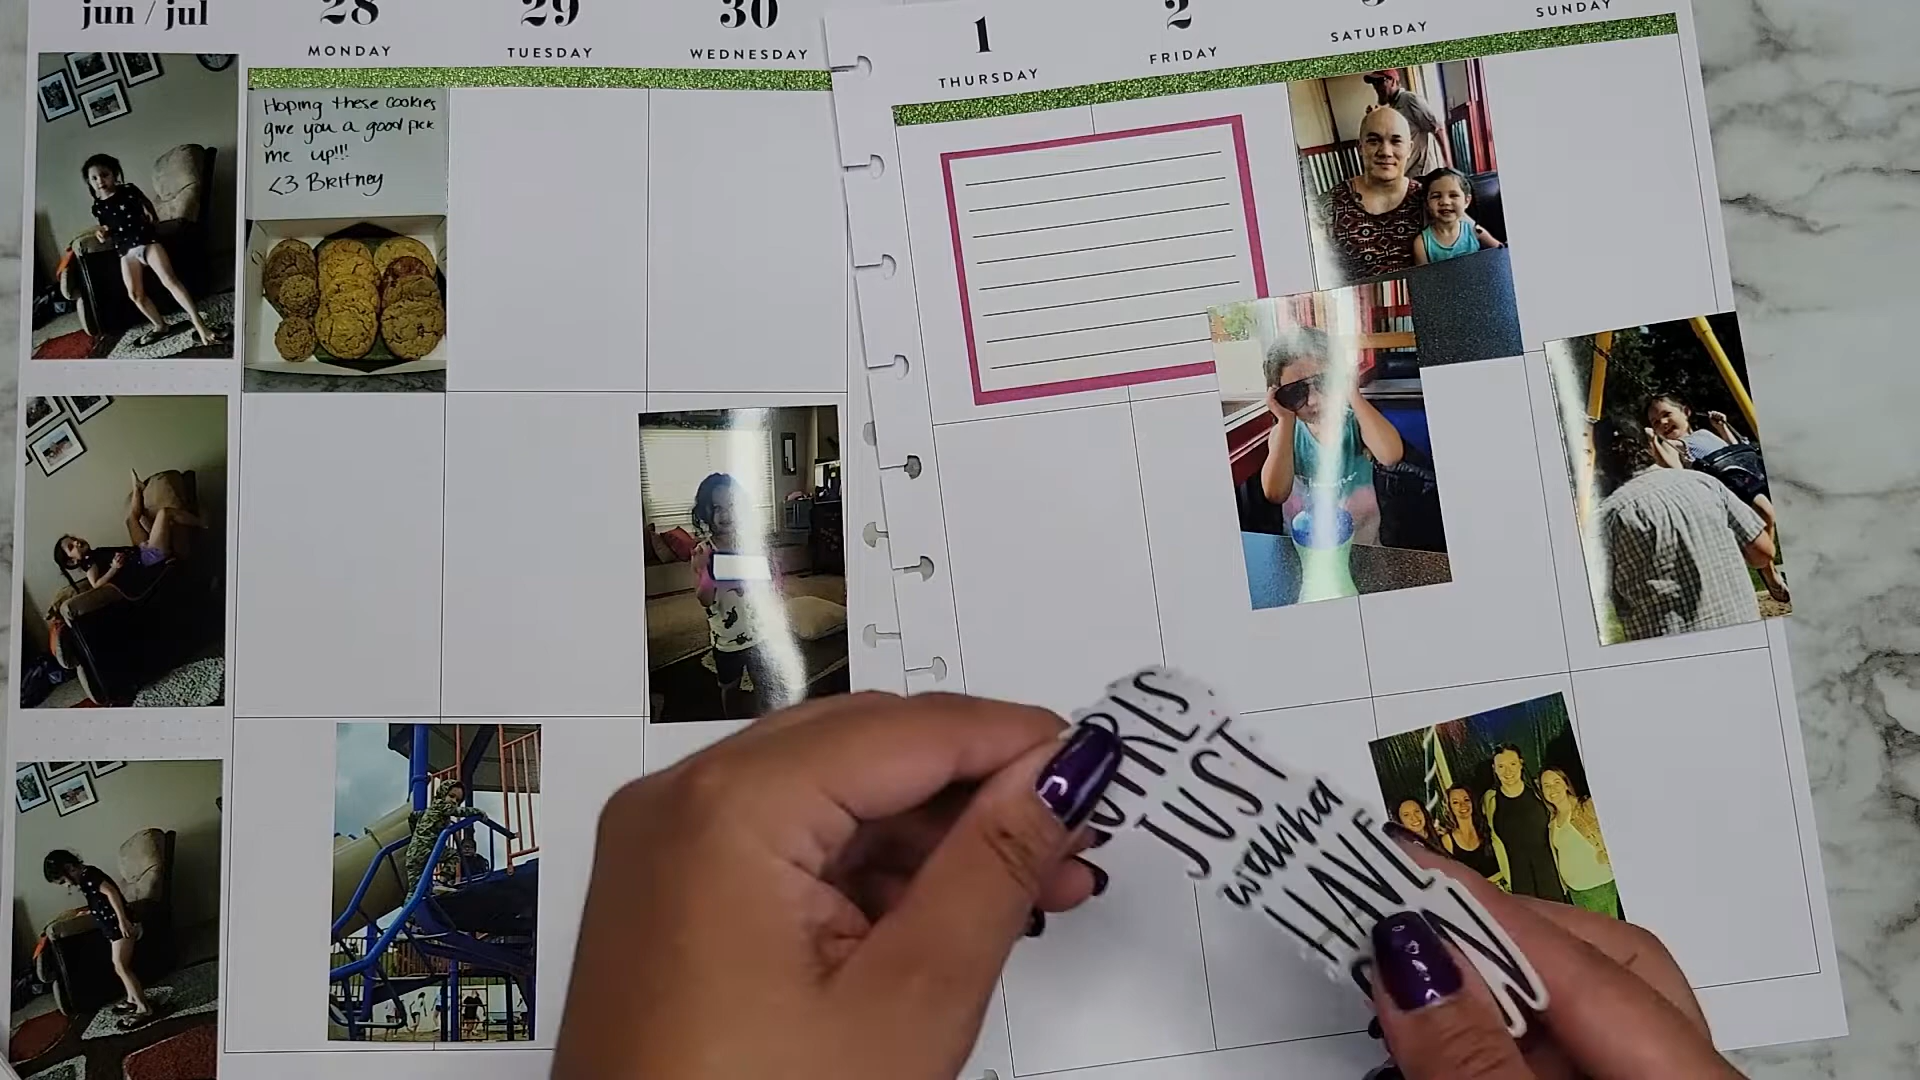 jun / jul
28
29
30
MONDAY
TUESDAY
WEDNESDAY
1
2
THURSDAY
FRIDAY
SATURDAY
SUNDAY
Hoping these cookies
give you a good pick
me up!!!
<3 Britney
JUST
wanna
HAVE